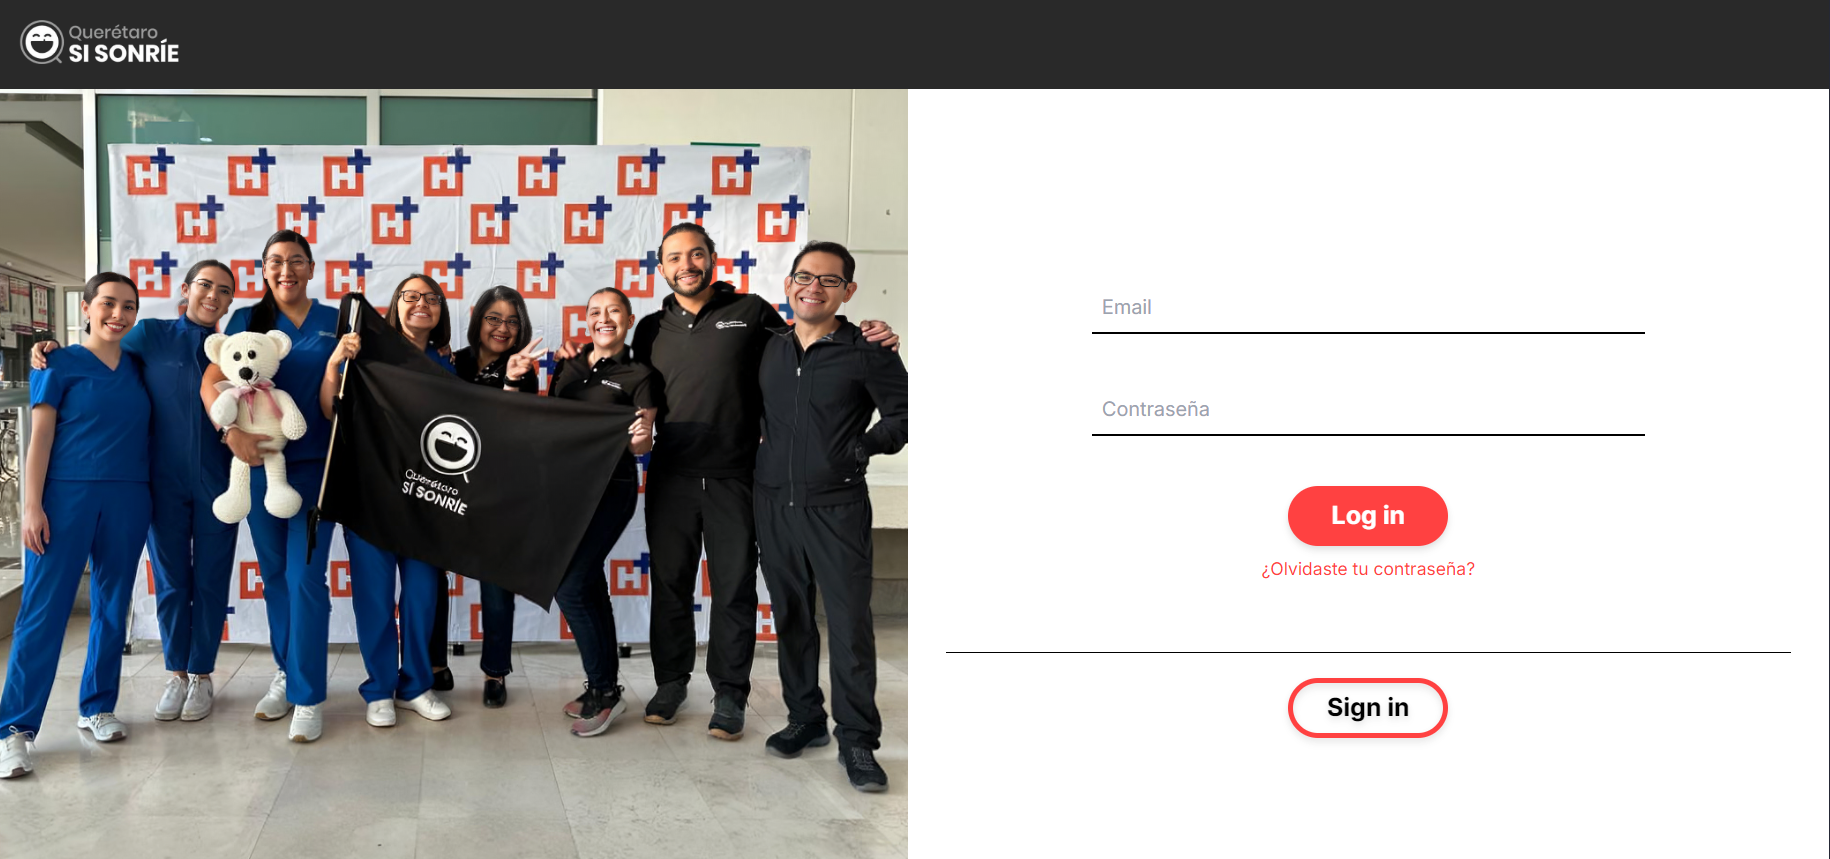 Querétaro
SI SONRÍE
Email
Contraseña
Querétaro
SÍ SONRÍE
Log in
¿Olvidaste tu contraseña?
Sign in